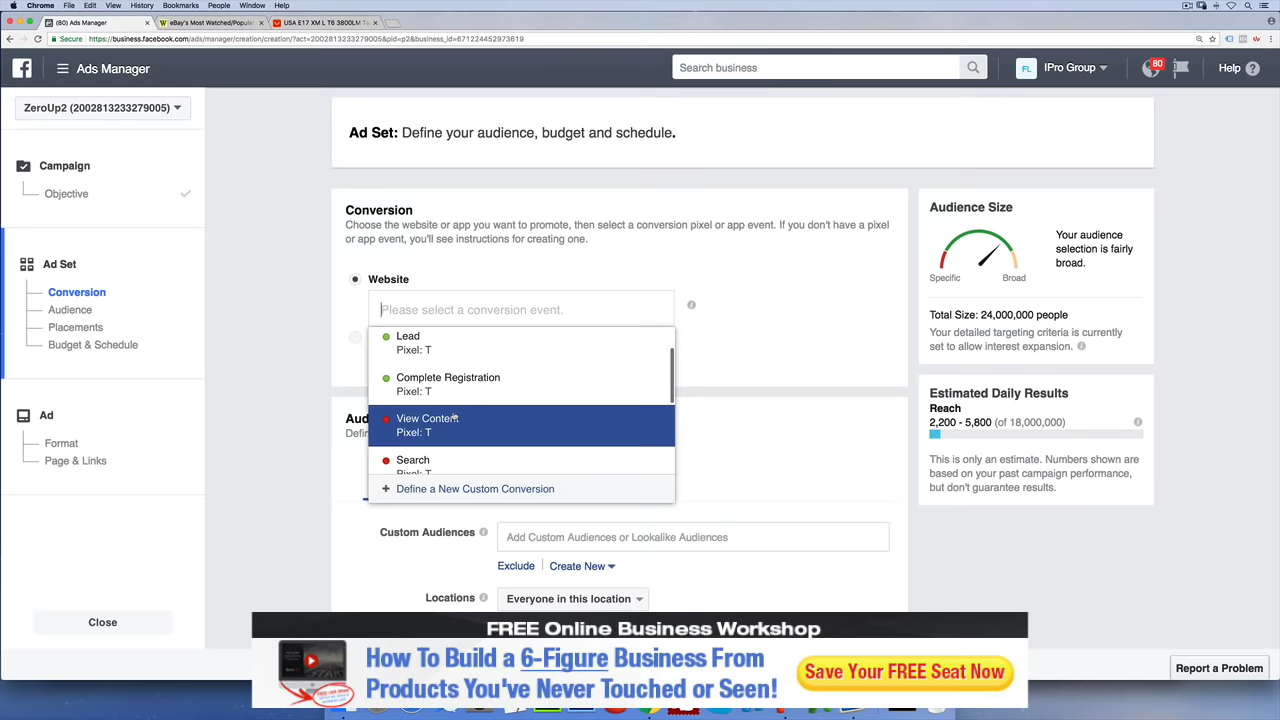 Chrome File Edit View History Bookmarks People Window Help
(80) Ads Manager
eBay's Most Watched/Popular
USA E17 XM L T6 3800LM T
Secure https://business.facebook.com/ads/manager/creation/creation/?act=2002813233279005&pid=p2&business_id=671224452973619
Ads Manager
Search business
FL IPro Group
80
Help
ZeroUp2 (2002813233279005)
Campaign
Objective
Ad Set
Conversion
Audience
Placements
Budget & Schedule
Ad
Format
Page & Links
Close
Ad Set: Define your audience, budget and schedule.
Conversion
Choose the website or app you want to promote, then select a conversion pixel or app event. If you don't have a pixel
or app event, you'll see instructions for creating one.
Website
Please select a conversion event.
Lead
Pixel: T
Complete Registration
Pixel: T
View Content
Pixel: T
Search
Pixel: T
+ Define a New Custom Conversion
Custom Audiences
Add Custom Audiences or Lookalike Audiences
Exclude
Create New
Locations
Everyone in this location
Audience Size
Your audience
selection is fairly
broad.
Specific
Broad
Total Size: 24,000,000 people
Your detailed targeting criteria is currently
set to allow interest expansion.
Estimated Daily Results
Reach
2,200 - 5,800 (of 18,000,000)
This is only an estimate. Numbers shown are
based on your past campaign performance,
but don't guarantee results.
Report a Problem
FREE Online Business Workshop
How To Build a 6-Figure Business From
Products You've Never Touched or Seen!
Save Your FREE Seat Now